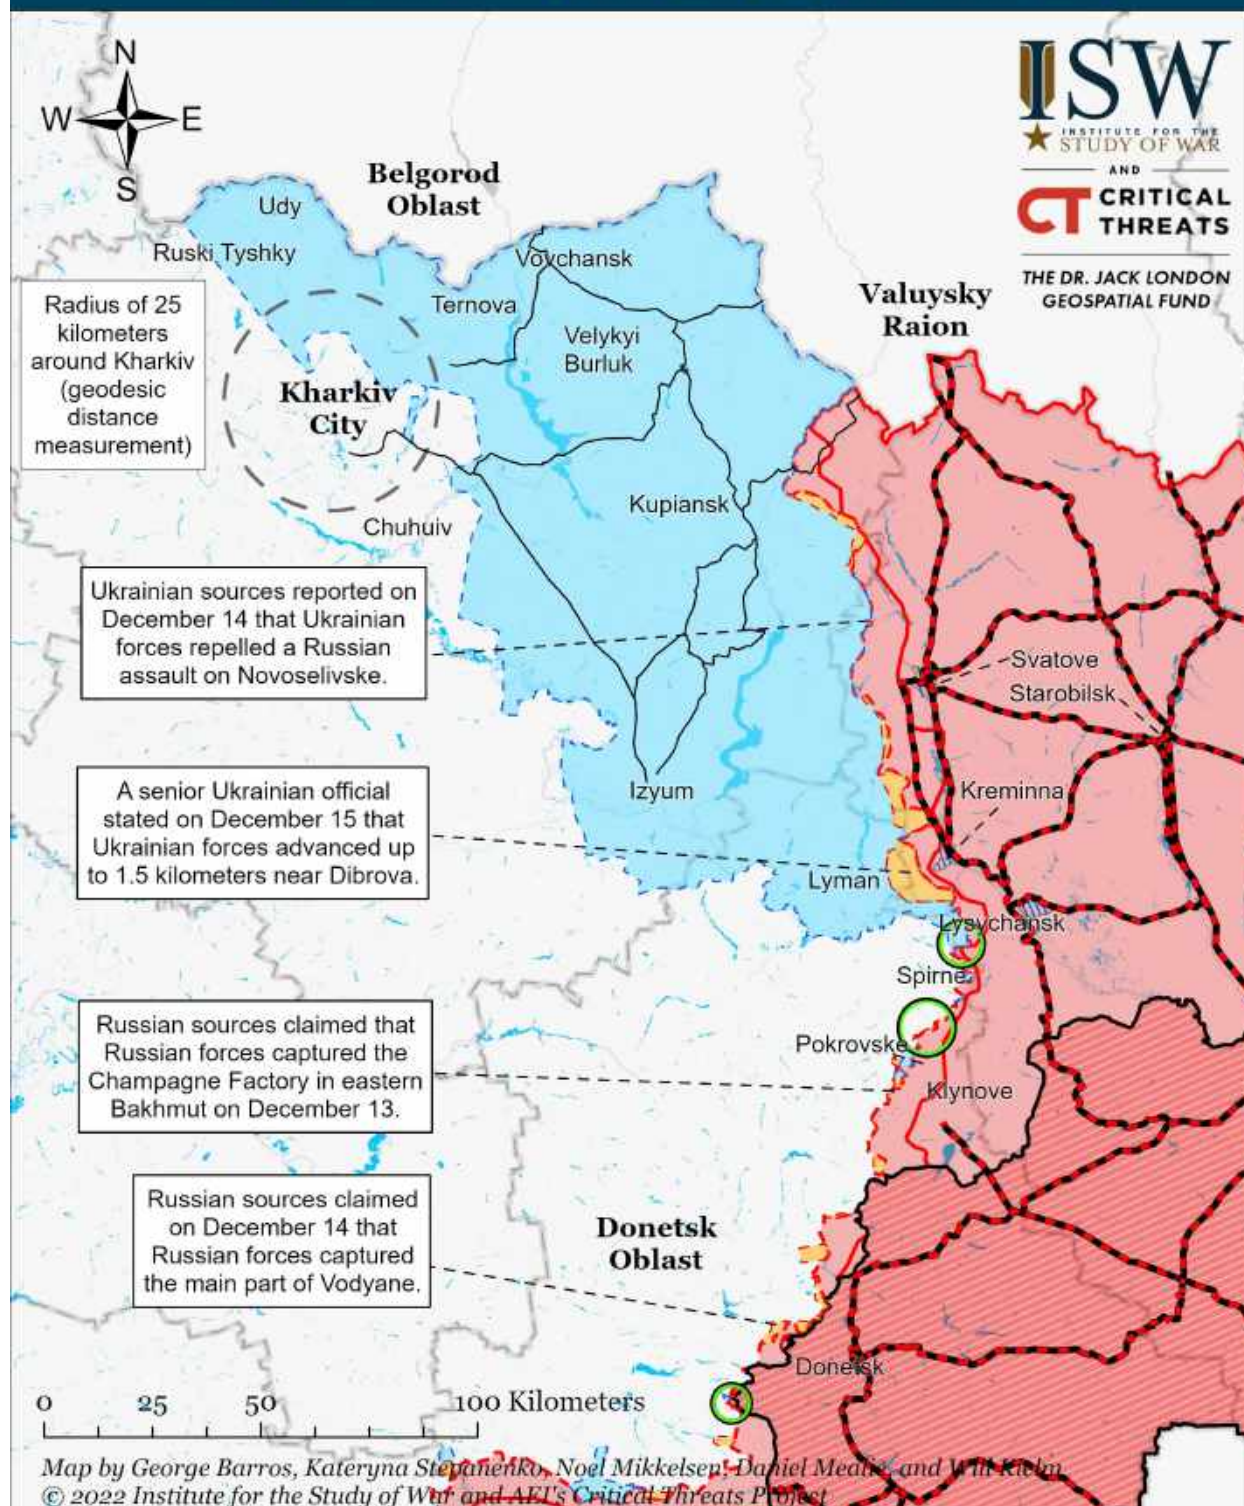 N
W E
S
ISW
INSTITUTE FOR THE
STUDY OF WAR
AND
CT CRITICAL
THREATS
THE DR. JACK LONDON
GEOSPATIAL FUND
Belgorod
Oblast
Udy
Ruski Tyshky
Vovchansk
Ternova
Velykyi
Burluk
Valuysky
Raion
Radius of 25
kilometers
around Kharkiv
(geodesic
distance
measurement)
Kharkiv
City
Kupiansk
Chuhuiv
Ukrainian sources reported on
December 14 that Ukrainian
forces repelled a Russian
assault on Novoselivske.
Svatove
Starobilsk
A senior Ukrainian official
stated on December 15 that
Ukrainian forces advanced up
to 1.5 kilometers near Dibrova.
Izyum
Kreminna
Lyman
Lysychansk
Spirne
Russian sources claimed that
Russian forces captured the
Champagne Factory in eastern
Bakhmut on December 13.
Pokrovske
Klynove
Russian sources claimed
on December 14 that
Russian forces captured
the main part of Vodyane.
Donetsk
Oblast
Donetsk
0 25 50 100 Kilometers
Map by George Barros, Kateryna Stepanenko, Noel Mikkelsen, Daniel Mealie, and Will Kielm
© 2022 Institute for the Study of War and AEI's Critical Threats Project